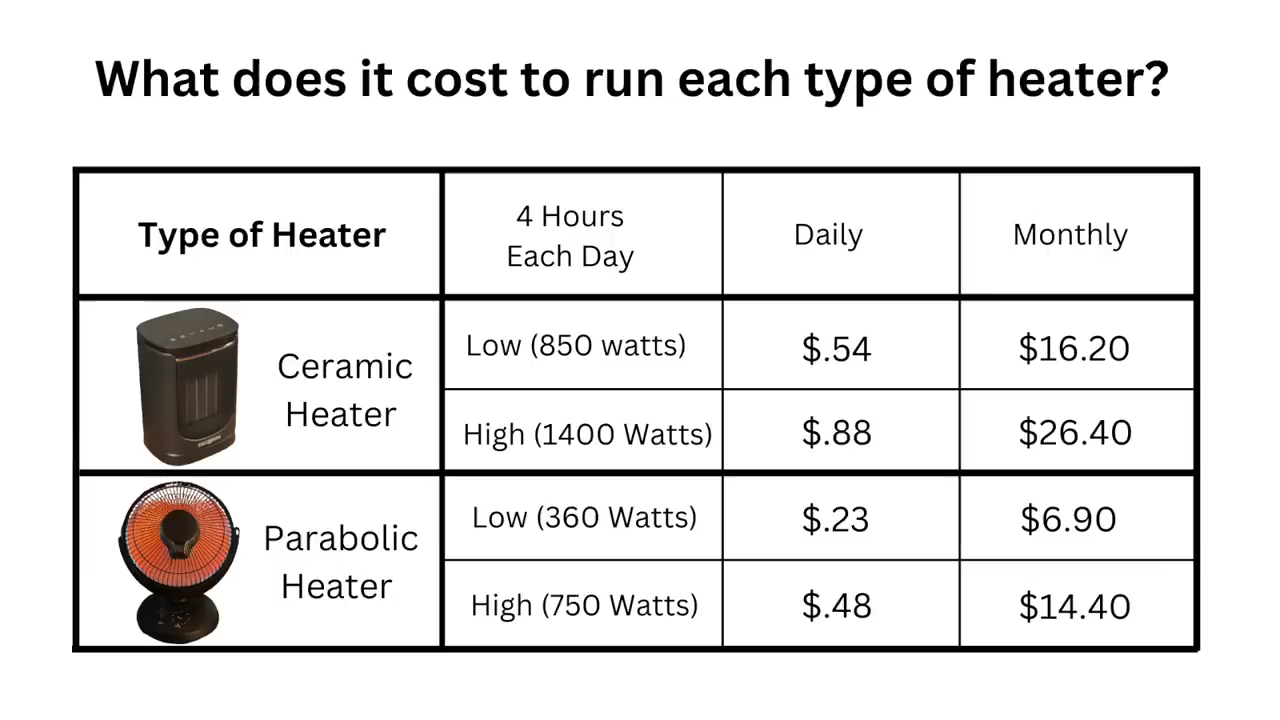 What does it cost to run each type of heater?
Type of Heater
4 Hours
Each Day
Daily
Monthly
Ceramic
Heater
Low (850 watts)
$.54
$16.20
High (1400 Watts)
$.88
$26.40
Parabolic
Heater
Low (360 Watts)
$.23
$6.90
High (750 Watts)
$.48
$14.40